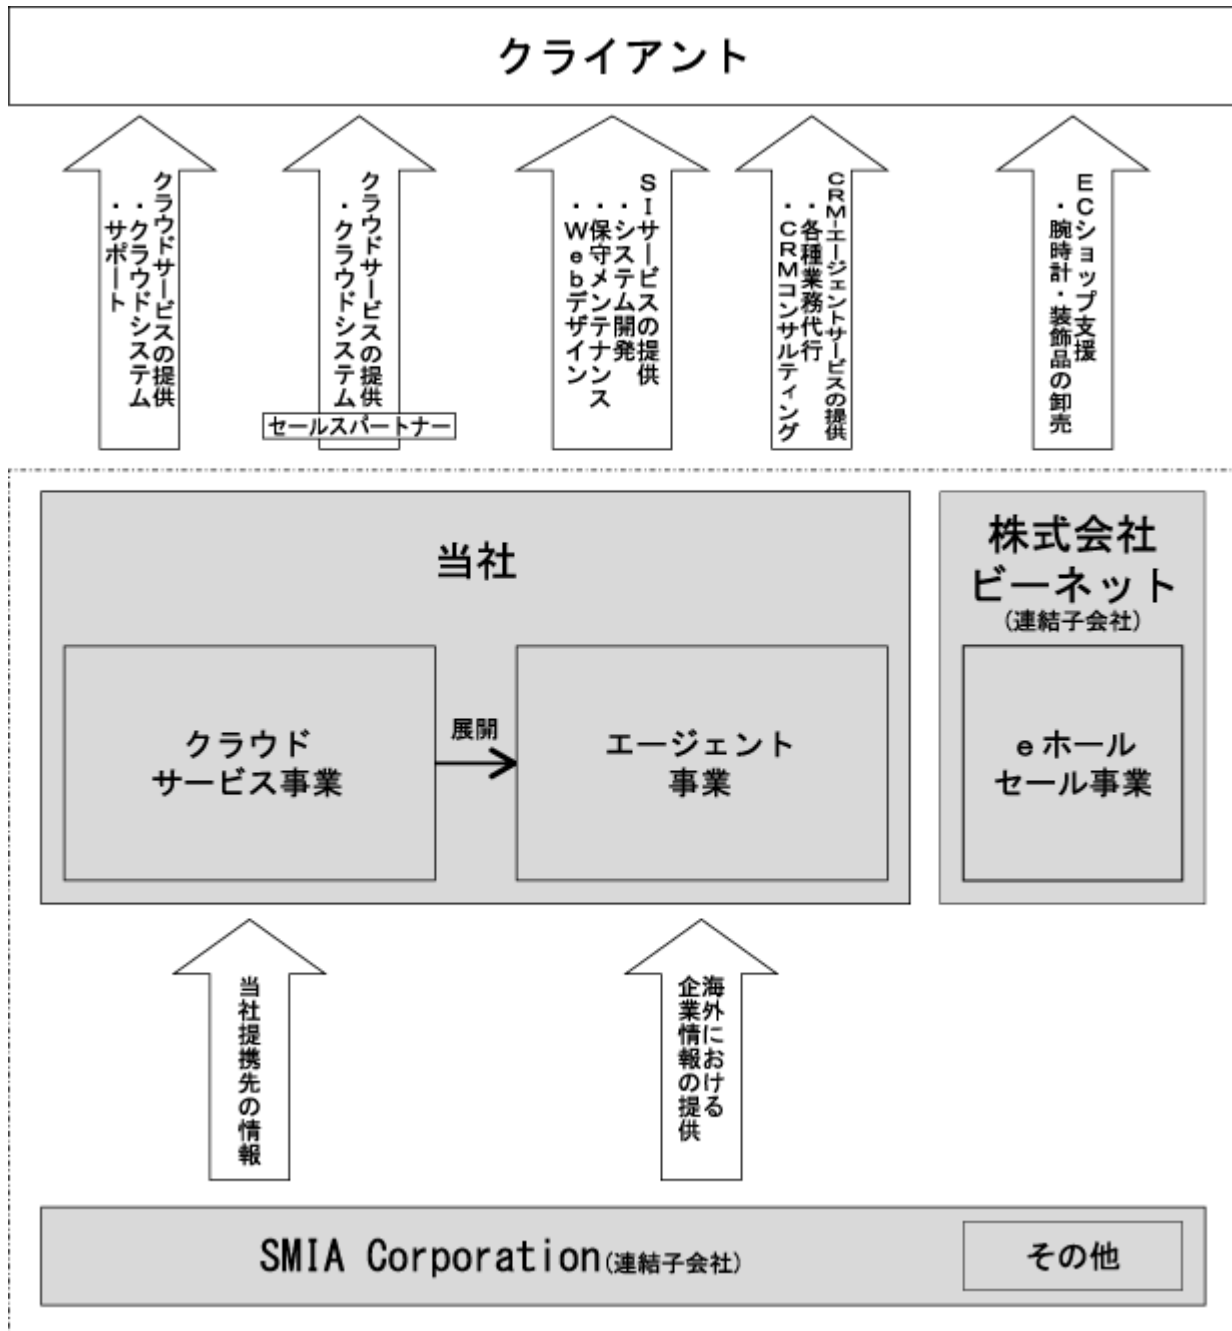 クライアント
クラウドサービスの提供
・クラウドシステム
・サポート
クラウドサービスの提供
・クラウドシステム
セールスパートナー
SIサービスの提供
・システム開発
・保守メンテナンス
・Webデザイン
CRMエージェントサービスの提供
・各種業務代行
・CRMコンサルティング
ECショップ支援
・腕時計・装飾品の卸売
当社
クラウド
サービス事業
展開
エージェント
事業
株式会社
ビーネット
(連結子会社)
eホール
セール事業
当社提携先の情報
海外における
企業情報の提供
SMIA Corporation(連結子会社)
その他